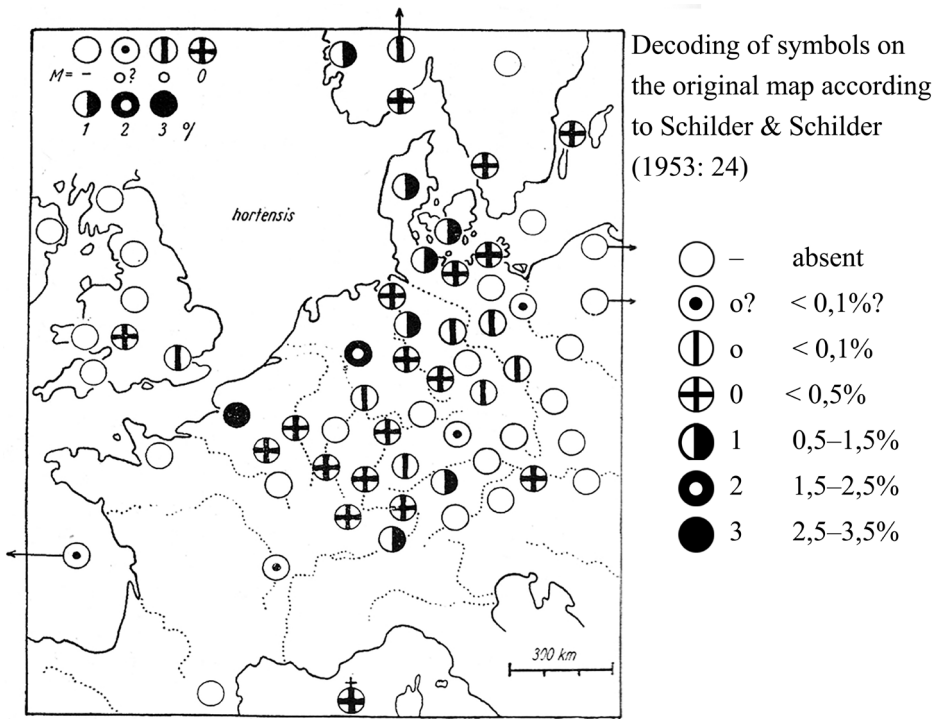 M= – o? o 0
1 2 3 %
hortensis
300 km
Decoding of symbols on
the original map according
to Schilder & Schilder
(1953: 24)
– absent
o? < 0,1%?
o < 0,1%
0 < 0,5%
1 0,5–1,5%
2 1,5–2,5%
3 2,5–3,5%